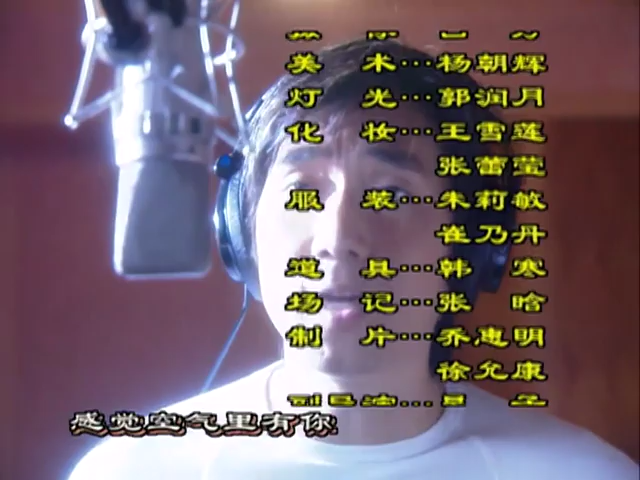 美　术…杨朝辉
灯　光…郭润月
化　妆…王雪莲
张蕾莹
服　装…朱莉敏
崔乃丹
道　具…韩　寒
场　记…张　晗
制　片…乔惠明
徐允康
感觉空气里有你